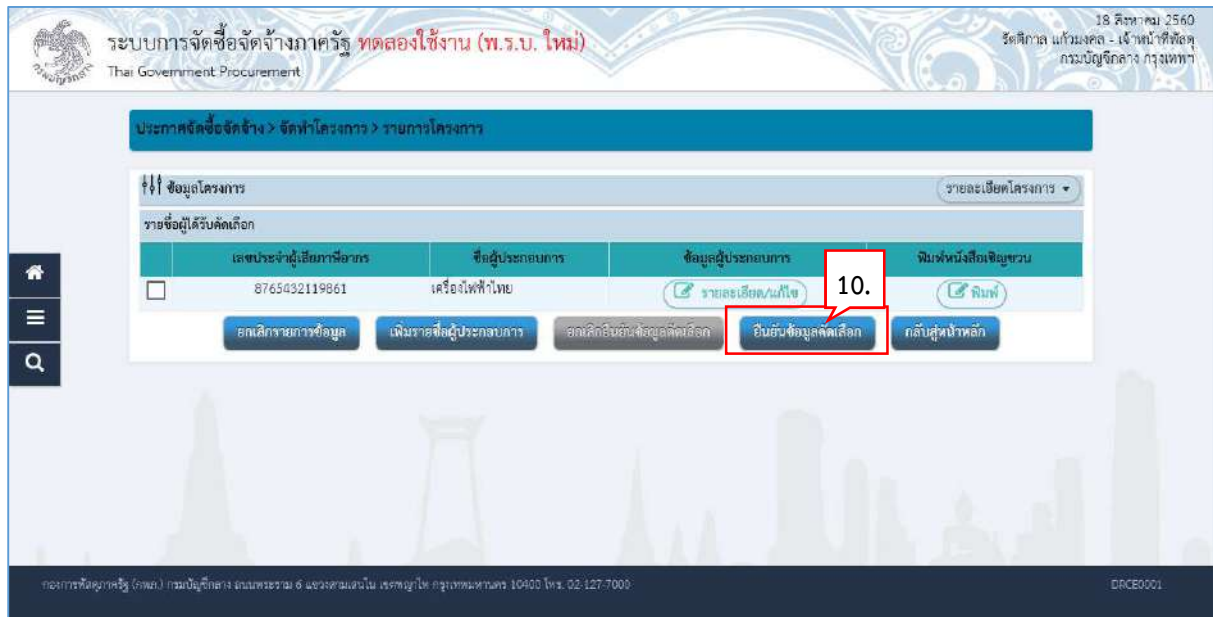 18 สิงหาคม 2560
ระบบการจัดซื้อจัดจ้างภาครัฐ ทดลองใช้งาน (พ.ร.บ. ใหม่)
รัตติกาล แก้วมงคล - เจ้าหน้าที่พัสดุ
Thai Government Procurement
กรมบัญชีกลาง กรุงเทพฯ
ประกาศจัดซื้อจัดจ้าง > จัดทำโครงการ > รายการโครงการ
ข้อมูลโครงการ
รายละเอียดโครงการ
รายชื่อผู้ได้รับคัดเลือก
เลขประจำตัวผู้เสียภาษีอากร ชื่อผู้ประกอบการ ข้อมูลผู้ประกอบการ พิมพ์หนังสือเชิญชวน
8765432119861 เครื่องไฟฟ้าไทย รายละเอียด/แก้ไข พิมพ์
10.
ยกเลิกรายการข้อมูล เพิ่มรายชื่อผู้ประกอบการ ยกเลิกยืนยันข้อมูลคัดเลือก ยืนยันข้อมูลคัดเลือก กลับสู่หน้าหลัก
กองการพัสดุภาครัฐ (กพภ.) กรมบัญชีกลาง ถนนพระราม 6 แขวงสามเสนใน เขตพญาไท กรุงเทพมหานคร 10400 โทร. 02-127-7000
DRCE0001